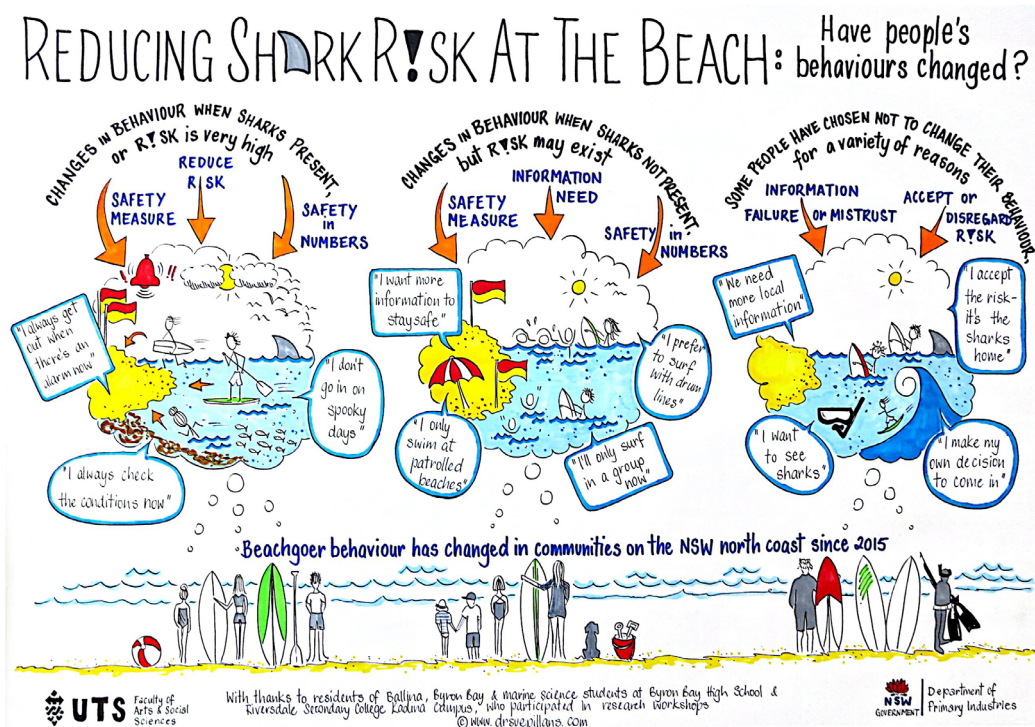 REDUCING SHARK R!SK AT THE BEACH:
Have people's
behaviours changed?
CHANGES IN BEHAVIOUR WHEN SHARKS PRESENT,
or R!SK is very high
SAFETY
MEASURE
REDUCE
RISK
SAFETY
in
NUMBERS
!
!!
"I always get
out when
there's an
alarm now"
"I don't
go in on
spooky
days"
"I always check
the conditions now"
CHANGES IN BEHAVIOUR WHEN SHARKS NOT PRESENT,
but R!SK may exist
SAFETY
MEASURE
INFORMATION
NEED
SAFETY in
NUMBERS
"I want more
information to
stay safe"
"I prefer
to surf
with drum
lines"
"I only
swim at
patrolled
beaches"
"I'll only surf
in a group
now"
SOME PEOPLE HAVE CHOSEN NOT TO CHANGE THEIR BEHAVIOUR,
for a variety of reasons
INFORMATION
FAILURE or MISTRUST
ACCEPT or
DISREGARD
R!SK
"We need
more local
information"
"I accept
the risk-
it's the
sharks
home"
"I want
to see
sharks"
"I make my
own decision
to come in"
Beachgoer behaviour has changed in communities on the NSW north coast since 2015
UTS
Faculty of
Arts & Social
Sciences
With thanks to residents of Ballina, Byron Bay & marine science students at Byron Bay High School &
Riversdale Secondary College Kadina Campus, who participated in research workshops
© www. drsuepillans. com
NSW
GOVERNMENT
Department of
Primary Industries